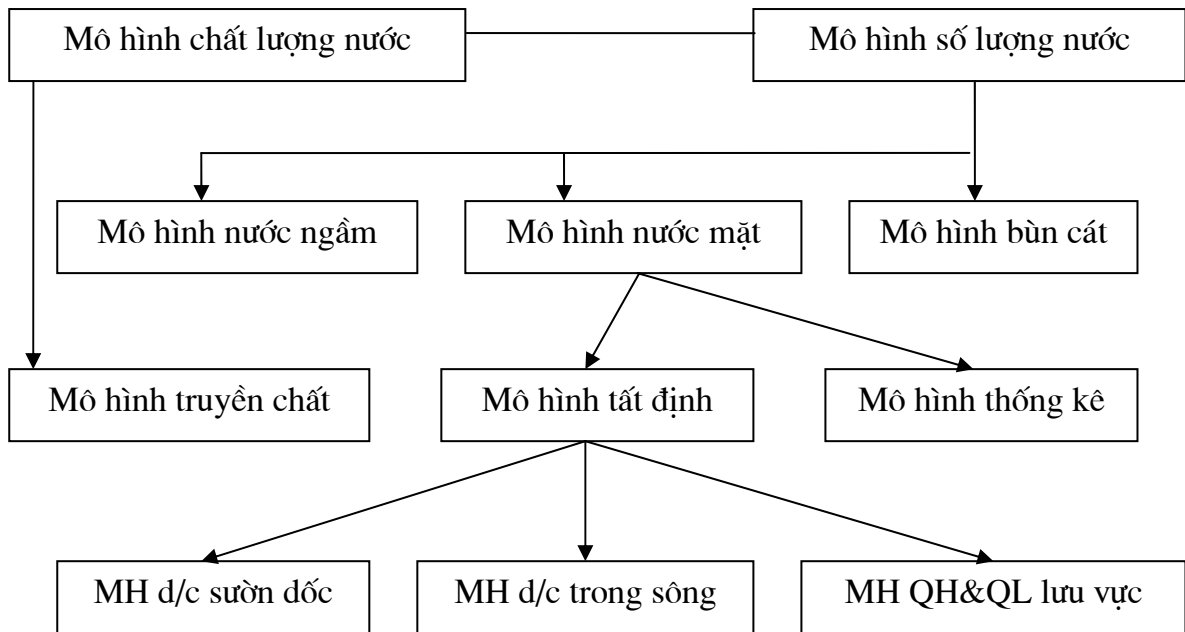 Mô hình chất lượng nước
Mô hình số lượng nước
Mô hình nước ngầm
Mô hình nước mặt
Mô hình bùn cát
Mô hình truyền chất
Mô hình tất định
Mô hình thống kê
MH d/c sườn dốc
MH d/c trong sông
MH QH&QL lưu vực